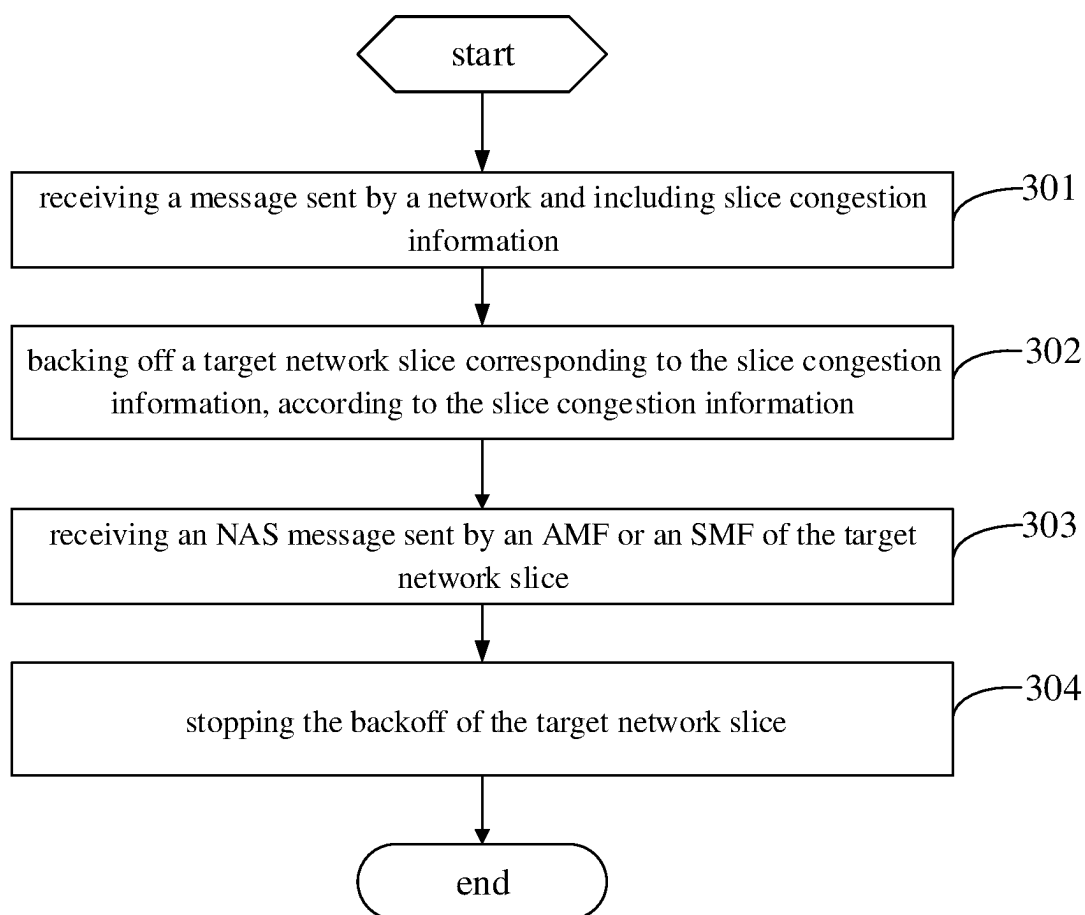 start
receiving a message sent by a network and including slice congestion
information
301
backing off a target network slice corresponding to the slice congestion
information, according to the slice congestion information
302
receiving an NAS message sent by an AMF or an SMF of the target
network slice
303
stopping the backoff of the target network slice
304
end